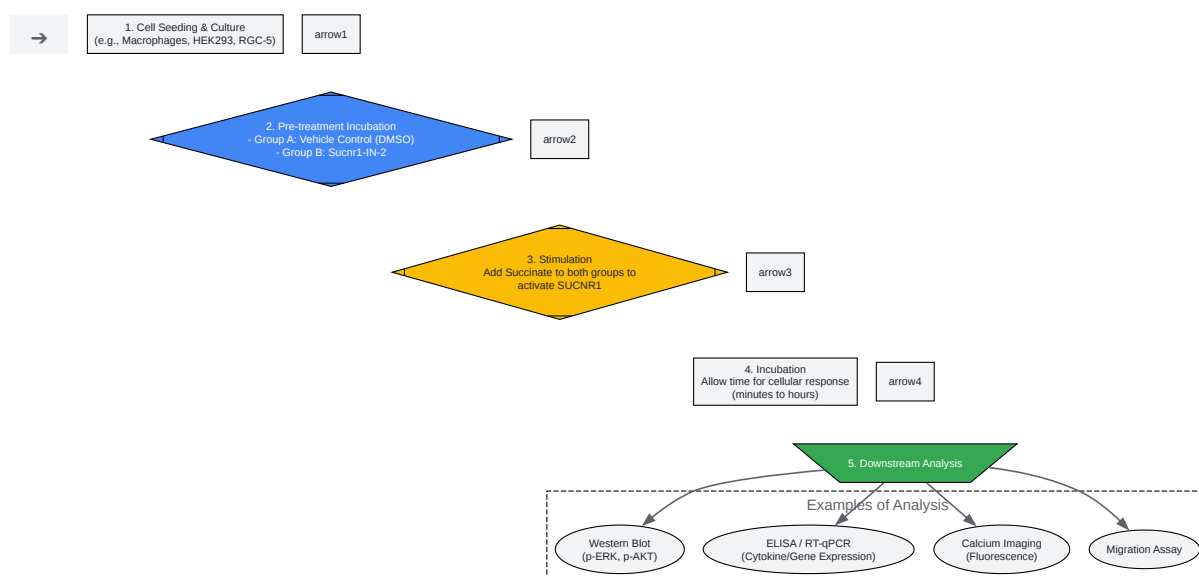 ➔
1. Cell Seeding & Culture
(e.g., Macrophages, HEK293, RGC-5)
arrow1
2. Pre-treatment Incubation
- Group A: Vehicle Control (DMSO)
- Group B: Sucnr1-IN-2
arrow2
3. Stimulation
Add Succinate to both groups to
activate SUCNR1
arrow3
4. Incubation
Allow time for cellular response
(minutes to hours)
arrow4
5. Downstream Analysis
Examples of Analysis
Western Blot
(p-ERK, p-AKT)
ELISA / RT-qPCR
(Cytokine/Gene Expression)
Calcium Imaging
(Fluorescence)
Migration Assay